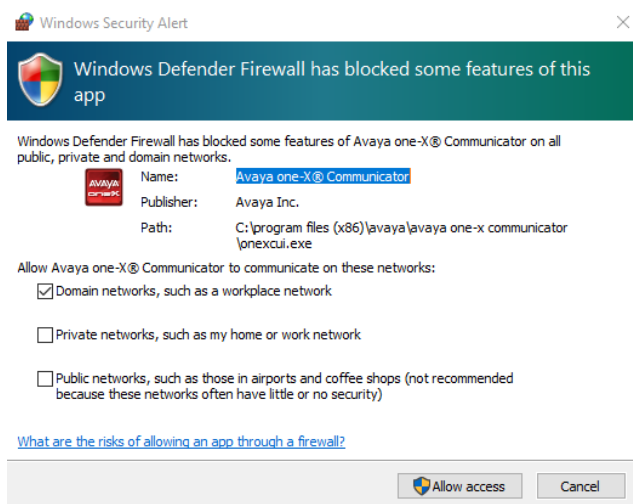 Windows Security Alert
Windows Defender Firewall has blocked some features of this
app
Windows Defender Firewall has blocked some features of Avaya one-X® Communicator on all
public, private and domain networks.
AVAYA
one-X
Name:
Avaya one-X® Communicator
Publisher:
Avaya Inc.
Path:
C:\program files (x86)\avaya\avaya one-x communicator
\onexcui.exe
Allow Avaya one-X® Communicator to communicate on these networks:
Domain networks, such as a workplace network
Private networks, such as my home or work network
Public networks, such as those in airports and coffee shops (not recommended
because these networks often have little or no security)
What are the risks of allowing an app through a firewall?
Allow access
Cancel